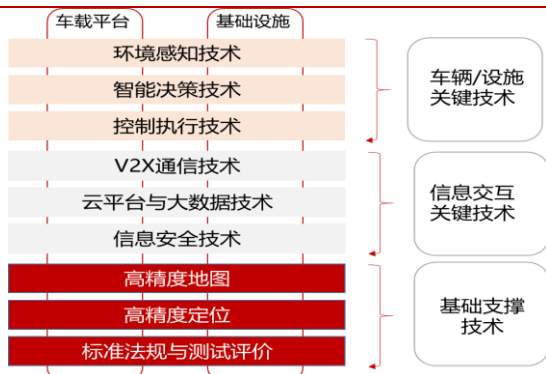 车载平台
基础设施
环境感知技术
智能决策技术
控制执行技术
车辆/设施
关键技术
V2X通信技术
云平台与大数据技术
信息安全技术
信息交互
关键技术
高精度地图
高精度定位
标准法规与测试评价
基础支撑
技术